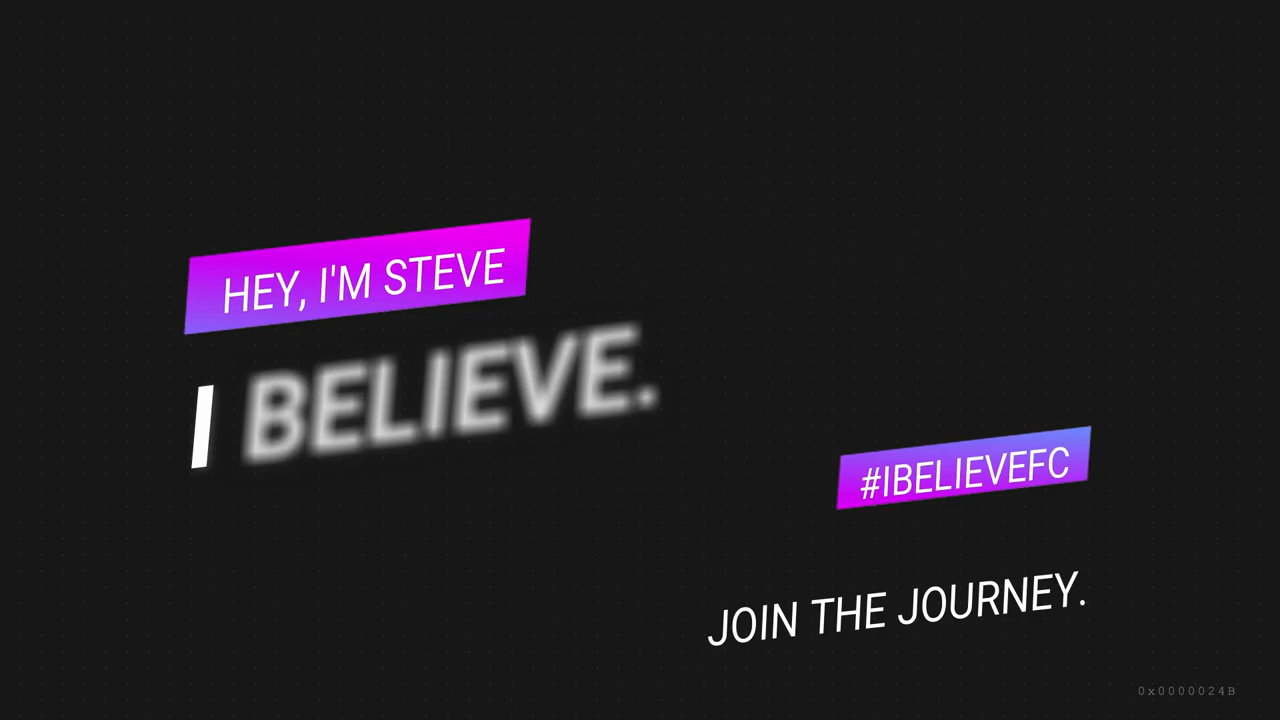 HEY, I'M STEVE
I BELIEVE.
#IBELIEVEFC
JOIN THE JOURNEY.
0x0000024B